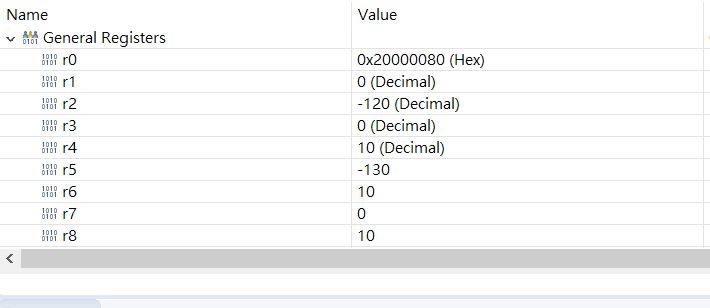 Name Value
General Registers
r0 0x20000080 (Hex)
r1 0 (Decimal)
r2 -120 (Decimal)
r3 0 (Decimal)
r4 10 (Decimal)
r5 -130
r6 10
r7 0
r8 10